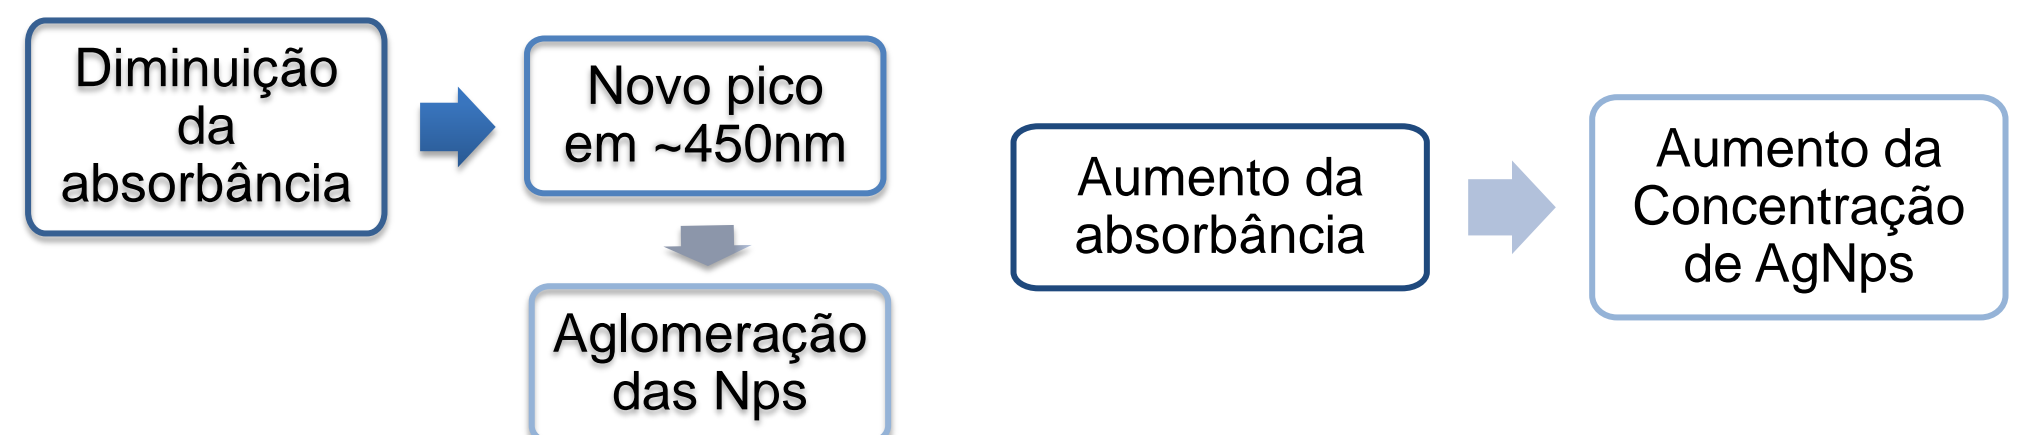 Diminuição
da
absorbância
Novo pico
em ~450nm
Aglomeração
das Nps
Aumento da
absorbância
Aumento da
Concentração
de AgNps